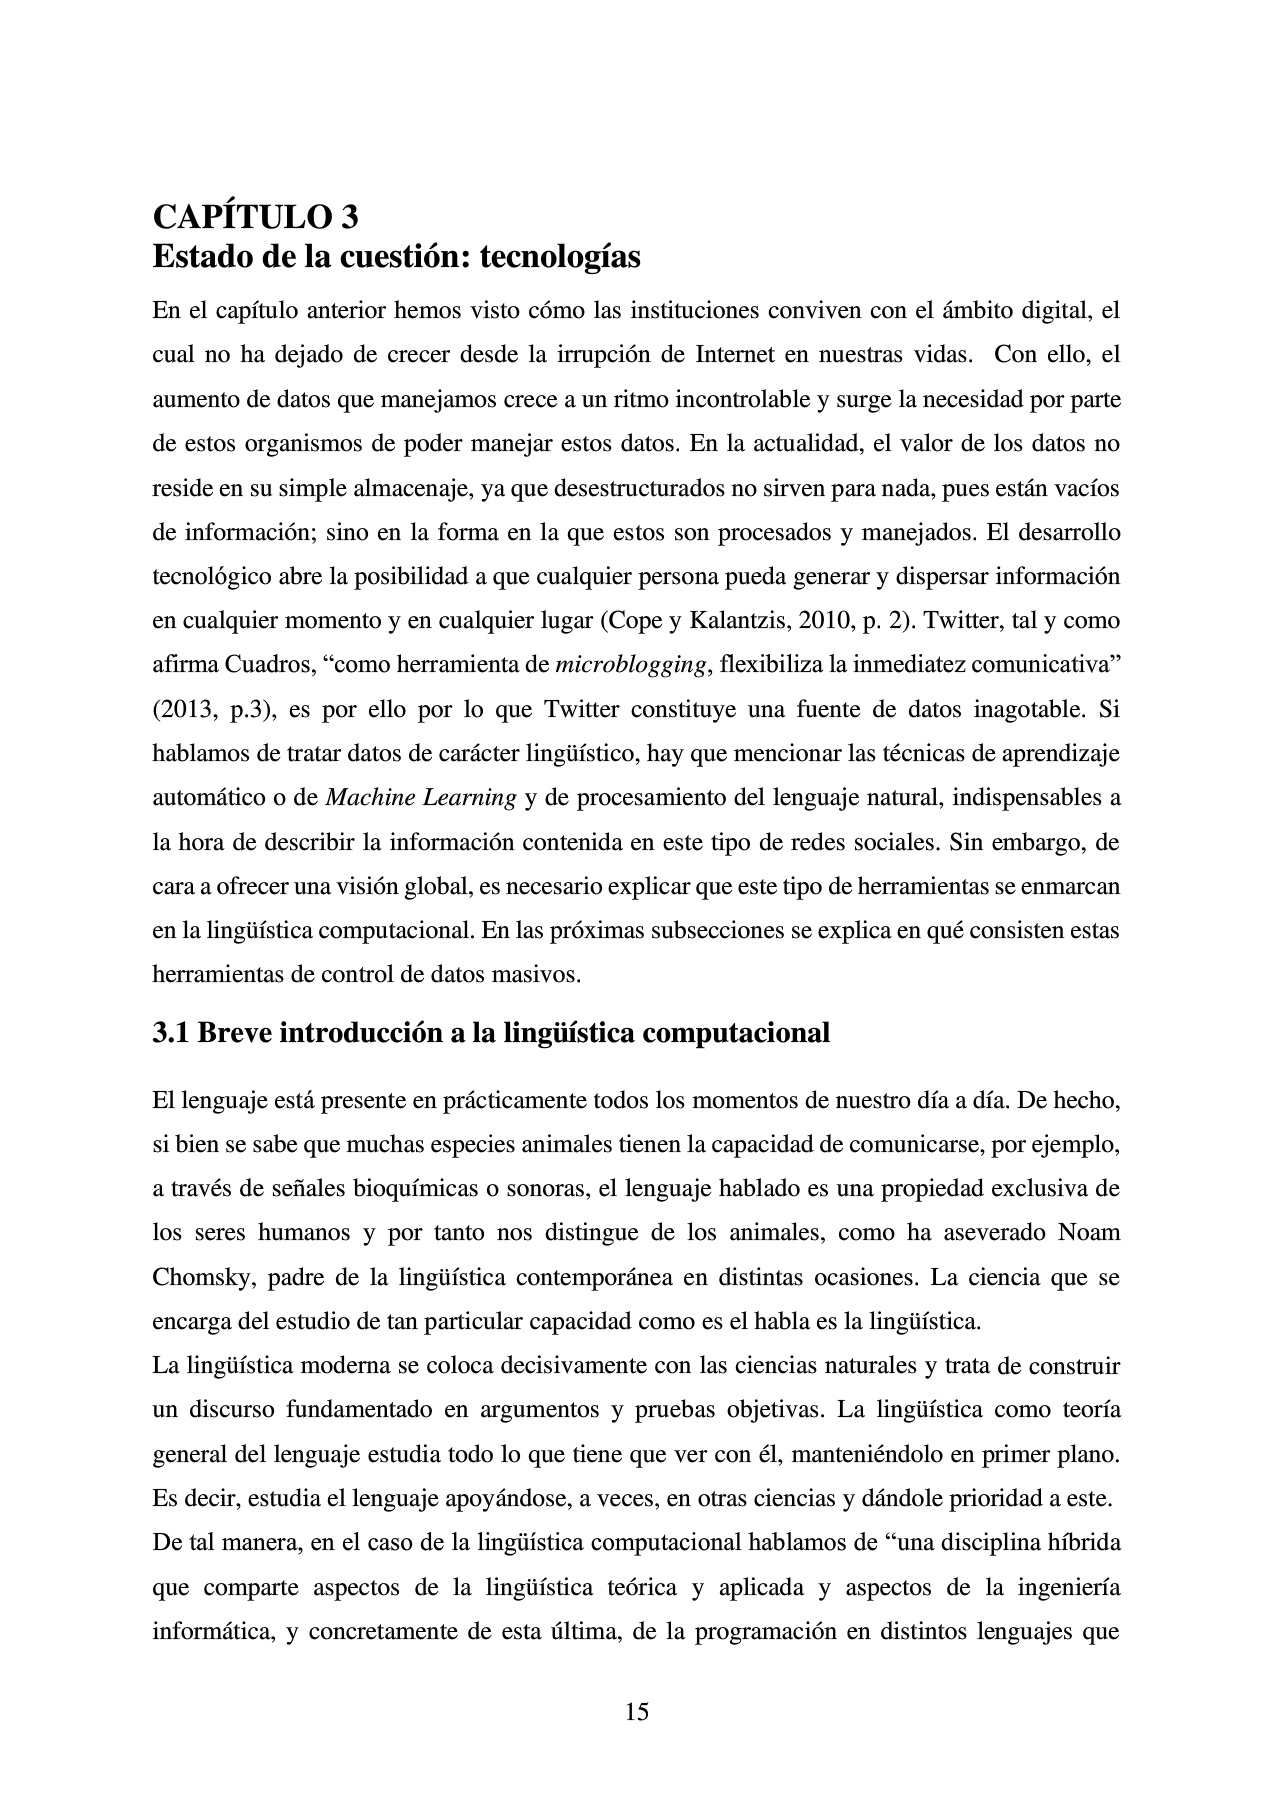 CAPÍTULO 3
Estado de la cuestión: tecnologías
En el capítulo anterior hemos visto cómo las instituciones conviven con el ámbito digital, el
cual no ha dejado de crecer desde la irrupción de Internet en nuestras vidas. Con ello, el
aumento de datos que manejamos crece a un ritmo incontrolable y surge la necesidad por parte
de estos organismos de poder manejar estos datos. En la actualidad, el valor de los datos no
reside en su simple almacenaje, ya que desestructurados no sirven para nada, pues están vacíos
de información; sino en la forma en la que estos son procesados y manejados. El desarrollo
tecnológico abre la posibilidad a que cualquier persona pueda generar y dispersar información
en cualquier momento y en cualquier lugar (Cope y Kalantzis, 2010, p. 2). Twitter, tal y como
afirma Cuadros, “como herramienta de microblogging, flexibiliza la inmediatez comunicativa”
(2013, p.3), es por ello por lo que Twitter constituye una fuente de datos inagotable. Si
hablamos de tratar datos de carácter lingüístico, hay que mencionar las técnicas de aprendizaje
automático o de Machine Learning y de procesamiento del lenguaje natural, indispensables a
la hora de describir la información contenida en este tipo de redes sociales. Sin embargo, de
cara a ofrecer una visión global, es necesario explicar que este tipo de herramientas se enmarcan
en la lingüística computacional. En las próximas subsecciones se explica en qué consisten estas
herramientas de control de datos masivos.
3.1 Breve introducción a la lingüística computacional
El lenguaje está presente en prácticamente todos los momentos de nuestro día a día. De hecho,
si bien se sabe que muchas especies animales tienen la capacidad de comunicarse, por ejemplo,
a través de señales bioquímicas o sonoras, el lenguaje hablado es una propiedad exclusiva de
los seres humanos y por tanto nos distingue de los animales, como ha aseverado Noam
Chomsky, padre de la lingüística contemporánea en distintas ocasiones. La ciencia que se
encarga del estudio de tan particular capacidad como es el habla es la lingüística.
La lingüística moderna se coloca decisivamente con las ciencias naturales y trata de construir
un discurso fundamentado en argumentos y pruebas objetivas. La lingüística como teoría
general del lenguaje estudia todo lo que tiene que ver con él, manteniéndolo en primer plano.
Es decir, estudia el lenguaje apoyándose, a veces, en otras ciencias y dándole prioridad a este.
De tal manera, en el caso de la lingüística computacional hablamos de “una disciplina híbrida
que comparte aspectos de la lingüística teórica y aplicada y aspectos de la ingeniería
informática, y concretamente de esta última, de la programación en distintos lenguajes que
15